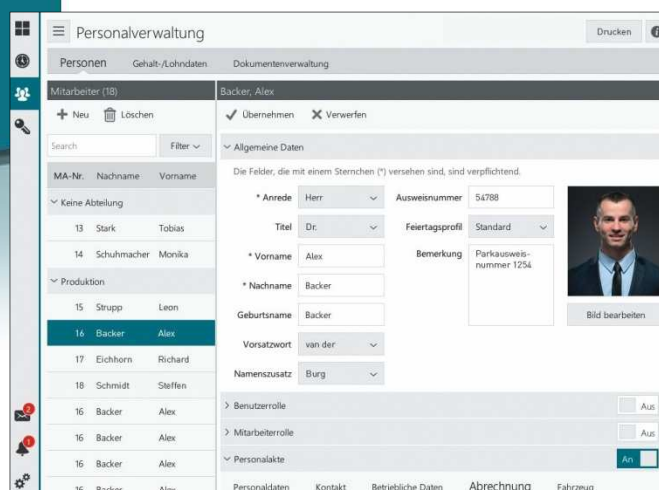 Personalverwaltung
Drucken
Personen Gehalt-/Lohndaten Dokumentenverwaltung
Mitarbeiter (18)
Backer, Alex
Neu Löschen
Übernehmen Verwerfen
Search Filter
Allgemeine Daten
Die Felder, die mit einem Sternchen (*) versehen sind, sind verpflichtend.
MA-Nr. Nachname Vorname
Keine Abteilung
13 Stark Tobias
14 Schuhmacher Monika
Produktion
15 Strupp Leon
16 Backer Alex
17 Eichhorn Richard
18 Schmidt Steffen
16 Backer Alex
16 Backer Alex
16 Backer Alex
16 Backer Alex
* Anrede Herr
Titel Dr.
* Vorname Alex
* Nachname Backer
Geburtsname Backer
Vorsatzwort van der
Namenszusatz Burg
Ausweisnummer 54788
Feiertagsprofil Standard
Bemerkung Parkausweis-
nummer 1254
Bild bearbeiten
Benutzerrolle Aus
Mitarbeiterrolle Aus
Personalakte An
Personaldaten Kontakt Betriebliche Daten Abrechnung Fahrzeug
2
1